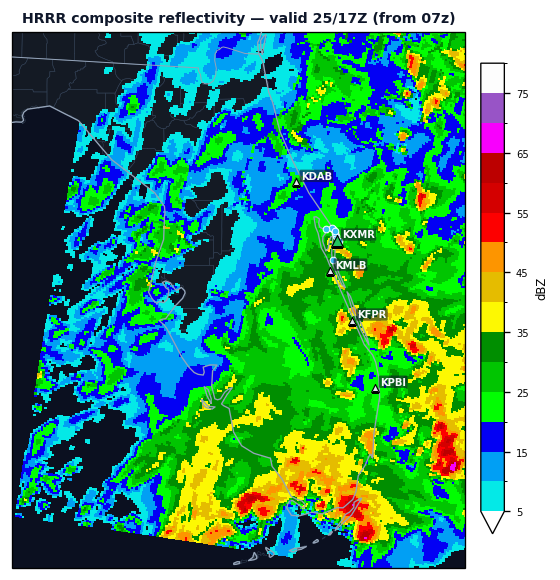 HRRR composite reflectivity — valid 25/17Z (from 07z)
KDAB
KXMR
KMLB
KFPR
KPBI
75
65
55
45
35
25
15
5
dBZ